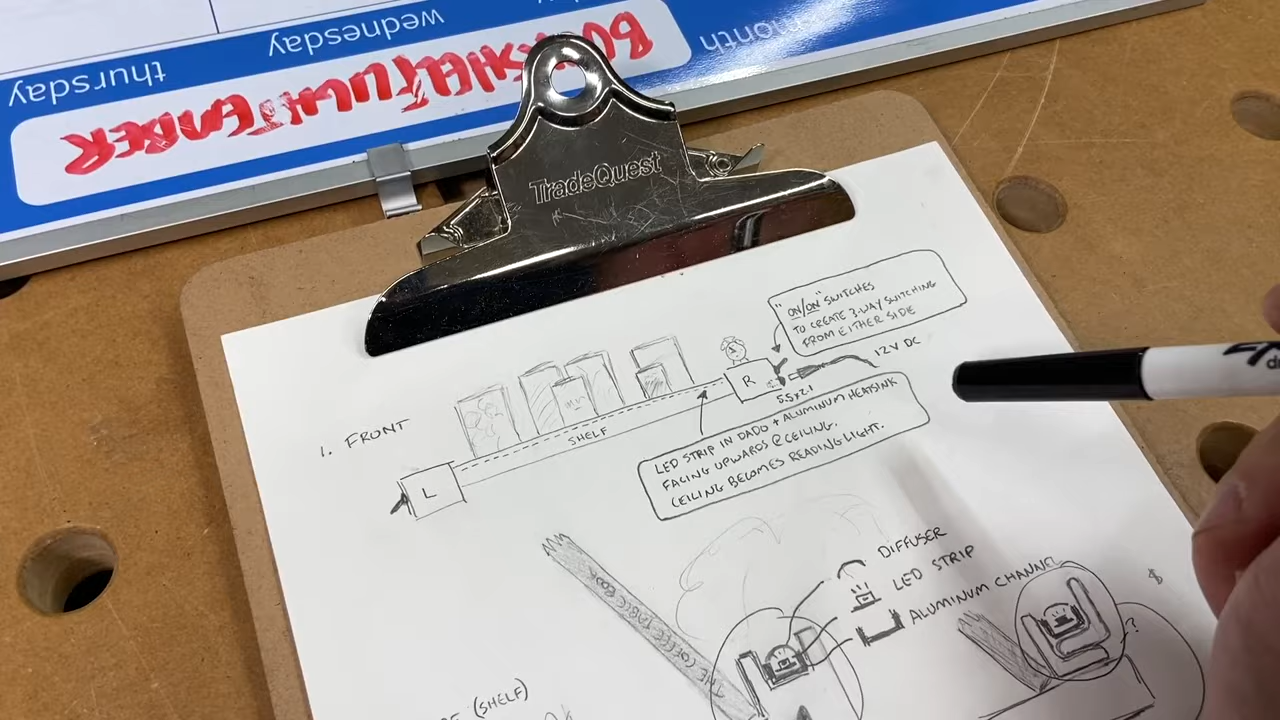 month
wednesday
thursday
BOOKSHELF LIGHT EMBER
TradeQuest
"ON/ON" SWITCHES
TO CREATE 3-WAY SWITCHING
FROM EITHER SIDE
12V DC
R
5.5x2.1
1. FRONT
SHELF
L
LED STRIP IN DADO + ALUMINUM HEATSINK
FACING UPWARDS @ CEILING.
CEILING BECOMES READING LIGHT.
DIFFUSER
LED STRIP
ALUMINUM CHANNEL
THE COFFEE TABLE BOOK
?
(SHELF)